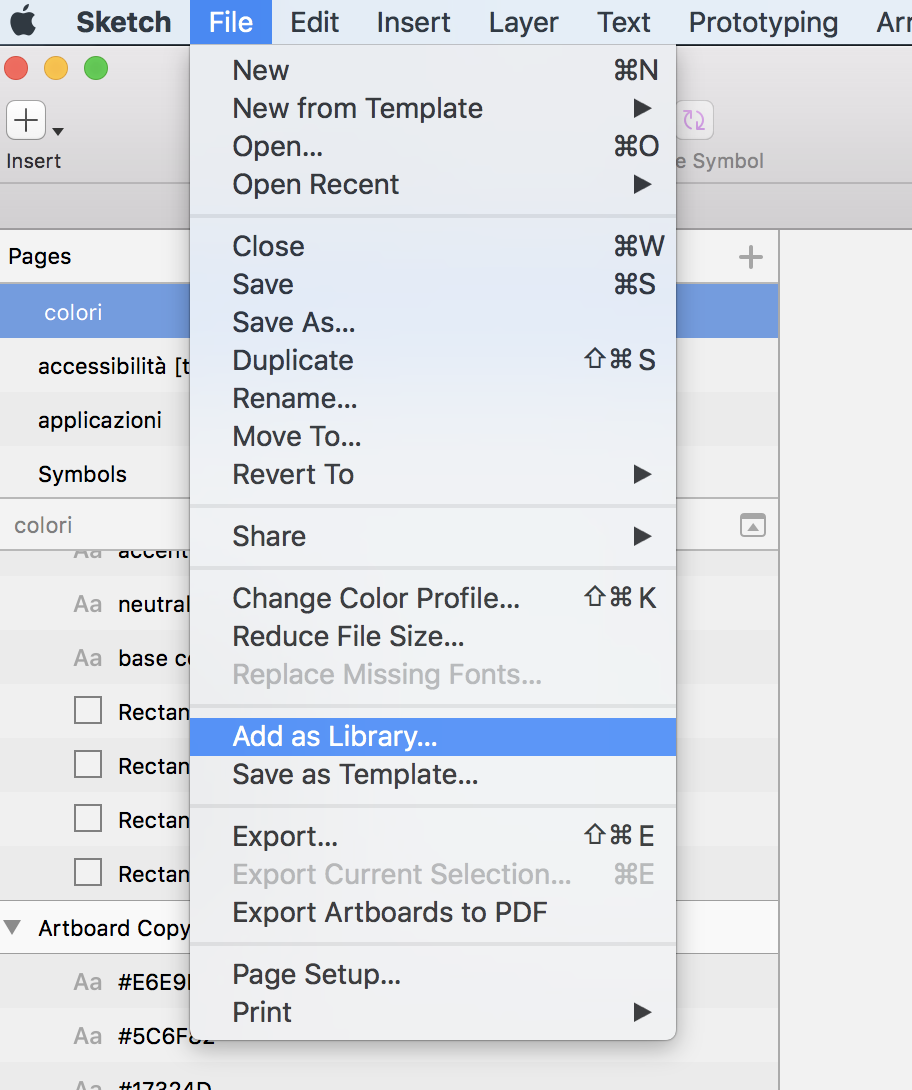 Sketch File Edit Insert Layer Text Prototyping
New ⌘N
New from Template ▶
Open... ⌘O
Open Recent ▶
Close ⌘W
Save ⌘S
Save As...
Duplicate ⇧⌘S
Rename...
Move To...
Revert To ▶
Share ▶
Change Color Profile... ⇧⌘K
Reduce File Size...
Replace Missing Fonts...
Add as Library...
Save as Template...
Export... ⇧⌘E
Export Current Selection... ⌘E
Export Artboards to PDF
Page Setup...
Print ▶
Insert
e Symbol
Pages
colori
accessibilità [t
applicazioni
Symbols
colori
Aa accent
Aa neutral
Aa base
Rectan
Rectan
Rectan
Rectan
Artboard Copy
Aa #E6E9
Aa #5C6F82
Aa #17324D